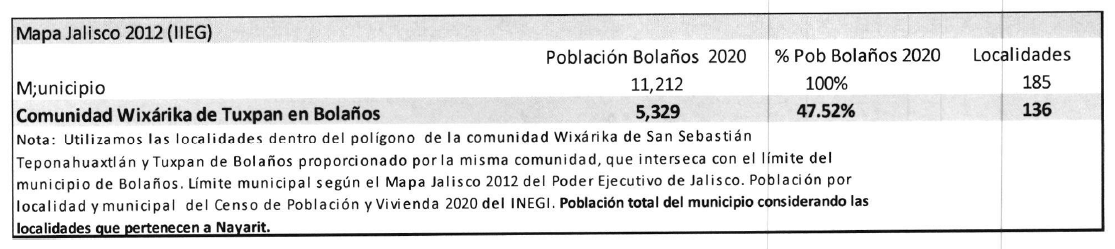 Mapa Jalisco 2012 (IIEG)
Población Bolaños 2020 % Pob Bolaños 2020 Localidades
M;unicipio 11,212 100% 185
Comunidad Wixárika de Tuxpan en Bolaños 5,329 47.52% 136
Nota: Utilizamos las localidades dentro del polígono de la comunidad Wixárika de San Sebastián
Teponahuaxtlán y Tuxpan de Bolaños proporcionado por la misma comunidad, que interseca con el límite del
municipio de Bolaños. Límite municipal según el Mapa Jalisco 2012 del Poder Ejecutivo de Jalisco. Población por
localidad y municipal del Censo de Población y Vivienda 2020 del INEGI. Población total del municipio considerando las
localidades que pertenecen a Nayarit.